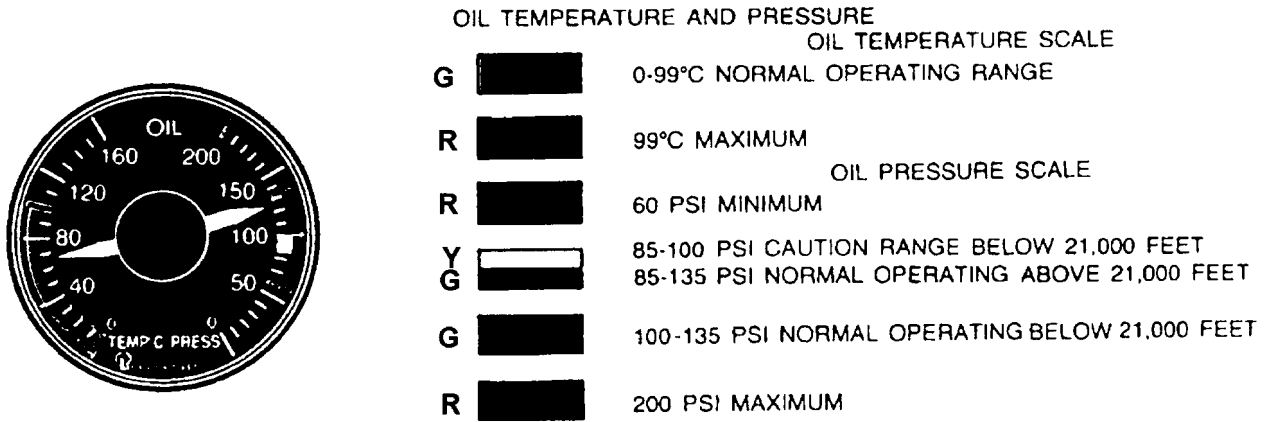 OIL TEMPERATURE AND PRESSURE
OIL TEMPERATURE SCALE
G 0-99°C NORMAL OPERATING RANGE
R 99°C MAXIMUM
OIL PRESSURE SCALE
R 60 PSI MINIMUM
Y 85-100 PSI CAUTION RANGE BELOW 21,000 FEET
G 85-135 PSI NORMAL OPERATING ABOVE 21,000 FEET
G 100-135 PSI NORMAL OPERATING BELOW 21,000 FEET
R 200 PSI MAXIMUM
OIL
160 200
120 150
80 100
40 50
0 0
TEMP°C PRESS